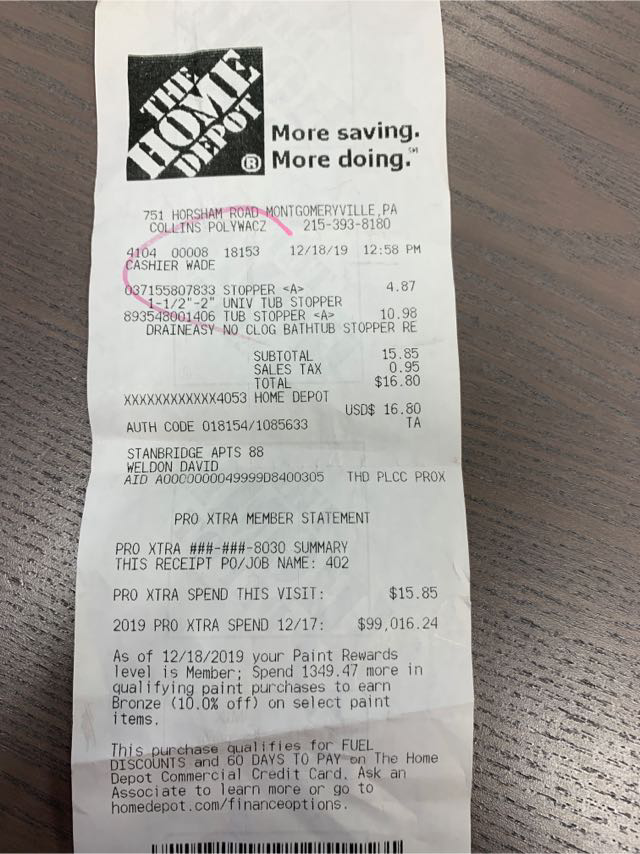 THE
HOME
DEPOT
®
More saving.
More doing.℠
751 HORSHAM ROAD MONTGOMERYVILLE,PA
COLLINS POLYWACZ 215-393-8180
4104 00008 18153 12/18/19 12:58 PM
CASHIER WADE
037155807833 STOPPER <A> 4.87
1-1/2"-2" UNIV TUB STOPPER
893548001406 TUB STOPPER <A> 10.98
DRAINEASY NO CLOG BATHTUB STOPPER RE
SUBTOTAL 15.85
SALES TAX 0.95
TOTAL $16.80
XXXXXXXXXXXX4053 HOME DEPOT
USD$ 16.80
AUTH CODE 018154/1085633 TA
STANBRIDGE APTS 88
WELDON DAVID
AID A0000000049999D8400305 THD PLCC PROX
PRO XTRA MEMBER STATEMENT
PRO XTRA ###-###-8030 SUMMARY
THIS RECEIPT PO/JOB NAME: 402
PRO XTRA SPEND THIS VISIT: $15.85
2019 PRO XTRA SPEND 12/17: $99,016.24
As of 12/18/2019 your Paint Rewards
level is Member; Spend 1349.47 more in
qualifying paint purchases to earn
Bronze (10.0% off) on select paint
items.
This purchase qualifies for FUEL
DISCOUNTS and 60 DAYS TO PAY on The Home
Depot Commercial Credit Card. Ask an
Associate to learn more or go to
homedepot.com/financeoptions.